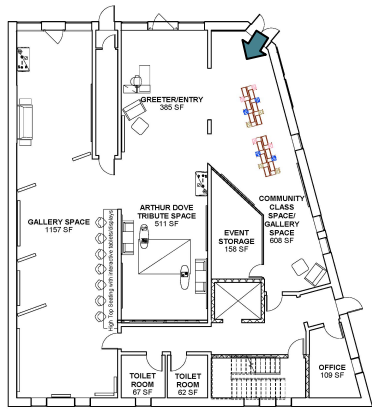 GREETER/ENTRY
385 SF
COMMUNITY
CLASS
SPACE/
GALLERY
SPACE
608 SF
ARTHUR DOVE
TRIBUTE SPACE
511 SF
GALLERY SPACE
1157 SF
EVENT
STORAGE
158 SF
High Top Seating with interactive tablets/displays
OFFICE
109 SF
TOILET
ROOM
67 SF
TOILET
ROOM
62 SF